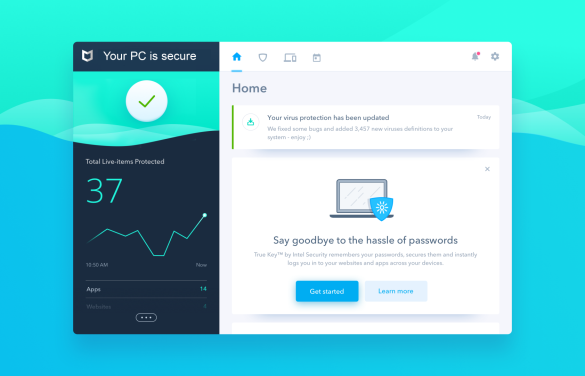 Your PC is secure
Home
Your virus protection has been updated
Today
We fixed some bugs and added 3,457 new viruses definitions to your
system - enjoy ;)
Total Live-items Protected
37
10:50 AM
Now
Apps
14
Websites
Say goodbye to the hassle of passwords
True Key™ by Intel Security remembers your passwords, secures them and instantly
logs you in to your websites and apps across your devices.
Get started
Learn more